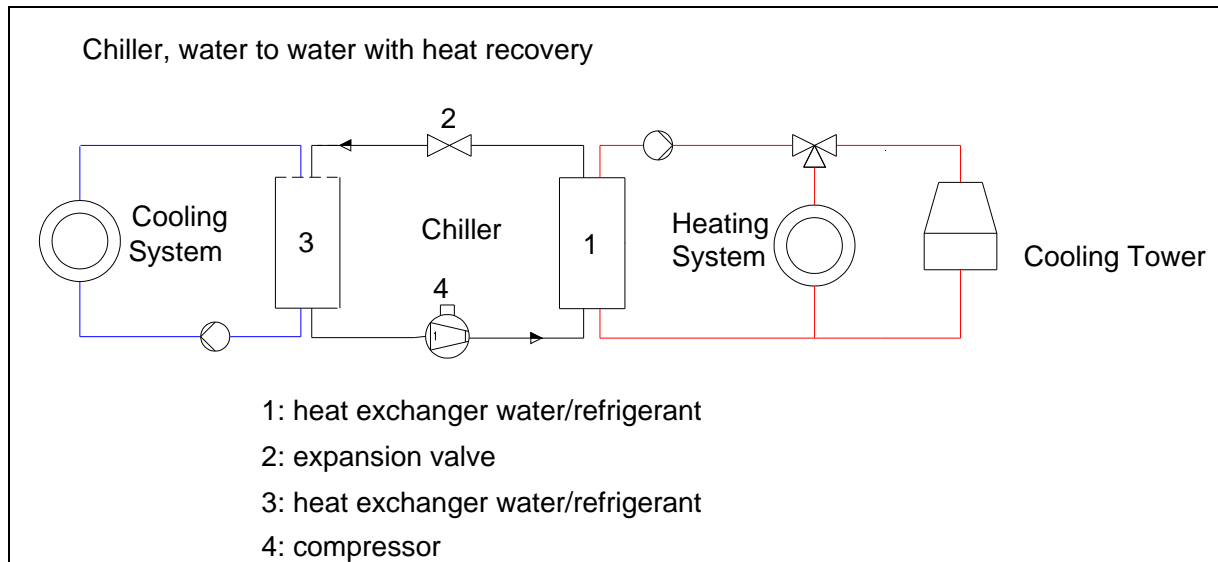 Chiller, water to water with heat recovery
2
Cooling
System
3
Chiller
4
1
1
Heating
System
Cooling Tower
1: heat exchanger water/refrigerant
2: expansion valve
3: heat exchanger water/refrigerant
4: compressor